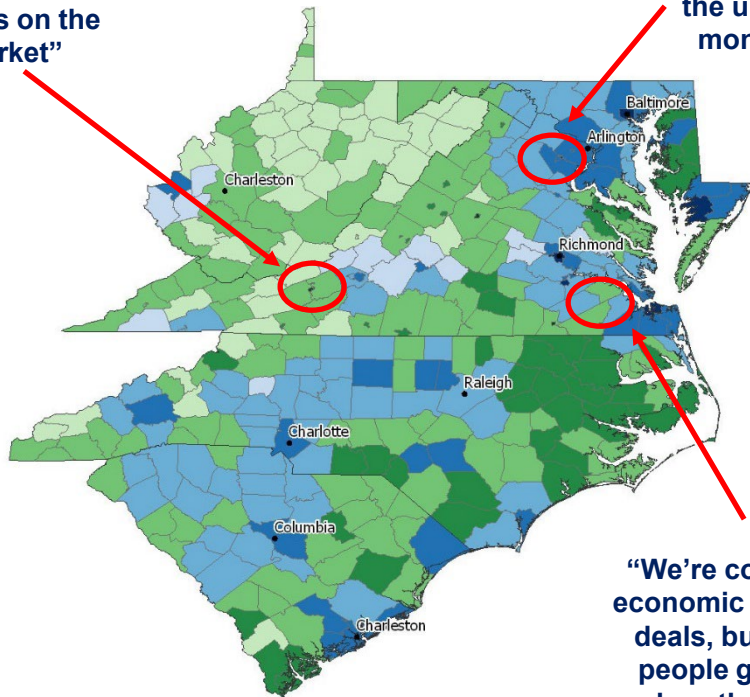 s on the
rket”
the u
mon
Baltimore
Arlington
Charleston
Richmond
Raleigh
Charlotte
Columbia
Charleston
“We’re co
economic
deals, bu
people g